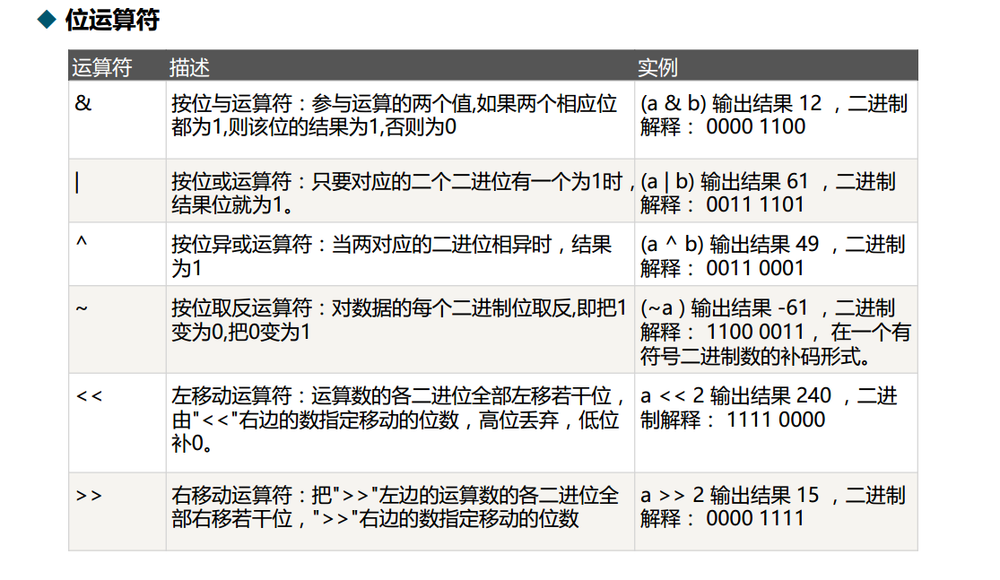 ◆ 位运算符
运算符 描述 实例
& 按位与运算符：参与运算的两个值,如果两个相应位 (a & b) 输出结果 12 ，二进制
都为1,则该位的结果为1,否则为0 解释： 0000 1100
| 按位或运算符：只要对应的二个二进位有一个为1时， (a | b) 输出结果 61 ，二进制
结果位就为1。 解释： 0011 1101
^ 按位异或运算符：当两对应的二进位相异时，结果 (a ^ b) 输出结果 49 ，二进制
为1 解释： 0011 0001
~ 按位取反运算符：对数据的每个二进制位取反,即把1 (~a ) 输出结果 -61 ，二进制
变为0,把0变为1 解释： 1100 0011， 在一个有
符号二进制数的补码形式。
<< 左移动运算符：运算数的各二进位全部左移若干位， a << 2 输出结果 240 ，二进
由"<<"右边的数指定移动的位数，高位丢弃，低位 制解释： 1111 0000
补0。
>> 右移动运算符：把">>"左边的运算数的各二进位全 a >> 2 输出结果 15 ，二进制
部右移若干位，">>"右边的数指定移动的位数 解释： 0000 1111